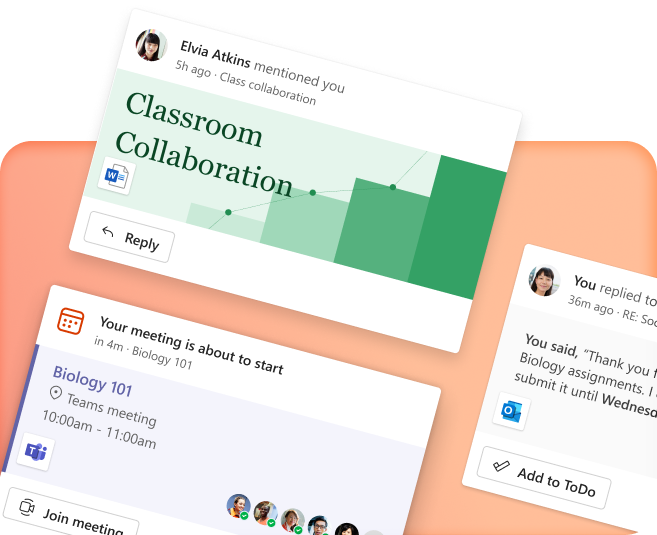 Elvia Atkins mentioned you
5h ago · Class collaboration
Classroom
Collaboration
W
Reply
Your meeting is about to start
in 4m · Biology 101
Biology 101
Teams meeting
10:00am - 11:00am
T
Join meeting
You replied to
36m ago · RE:
You said, "Thank you
Biology assignments. I
submit it until
O
Add to ToDo